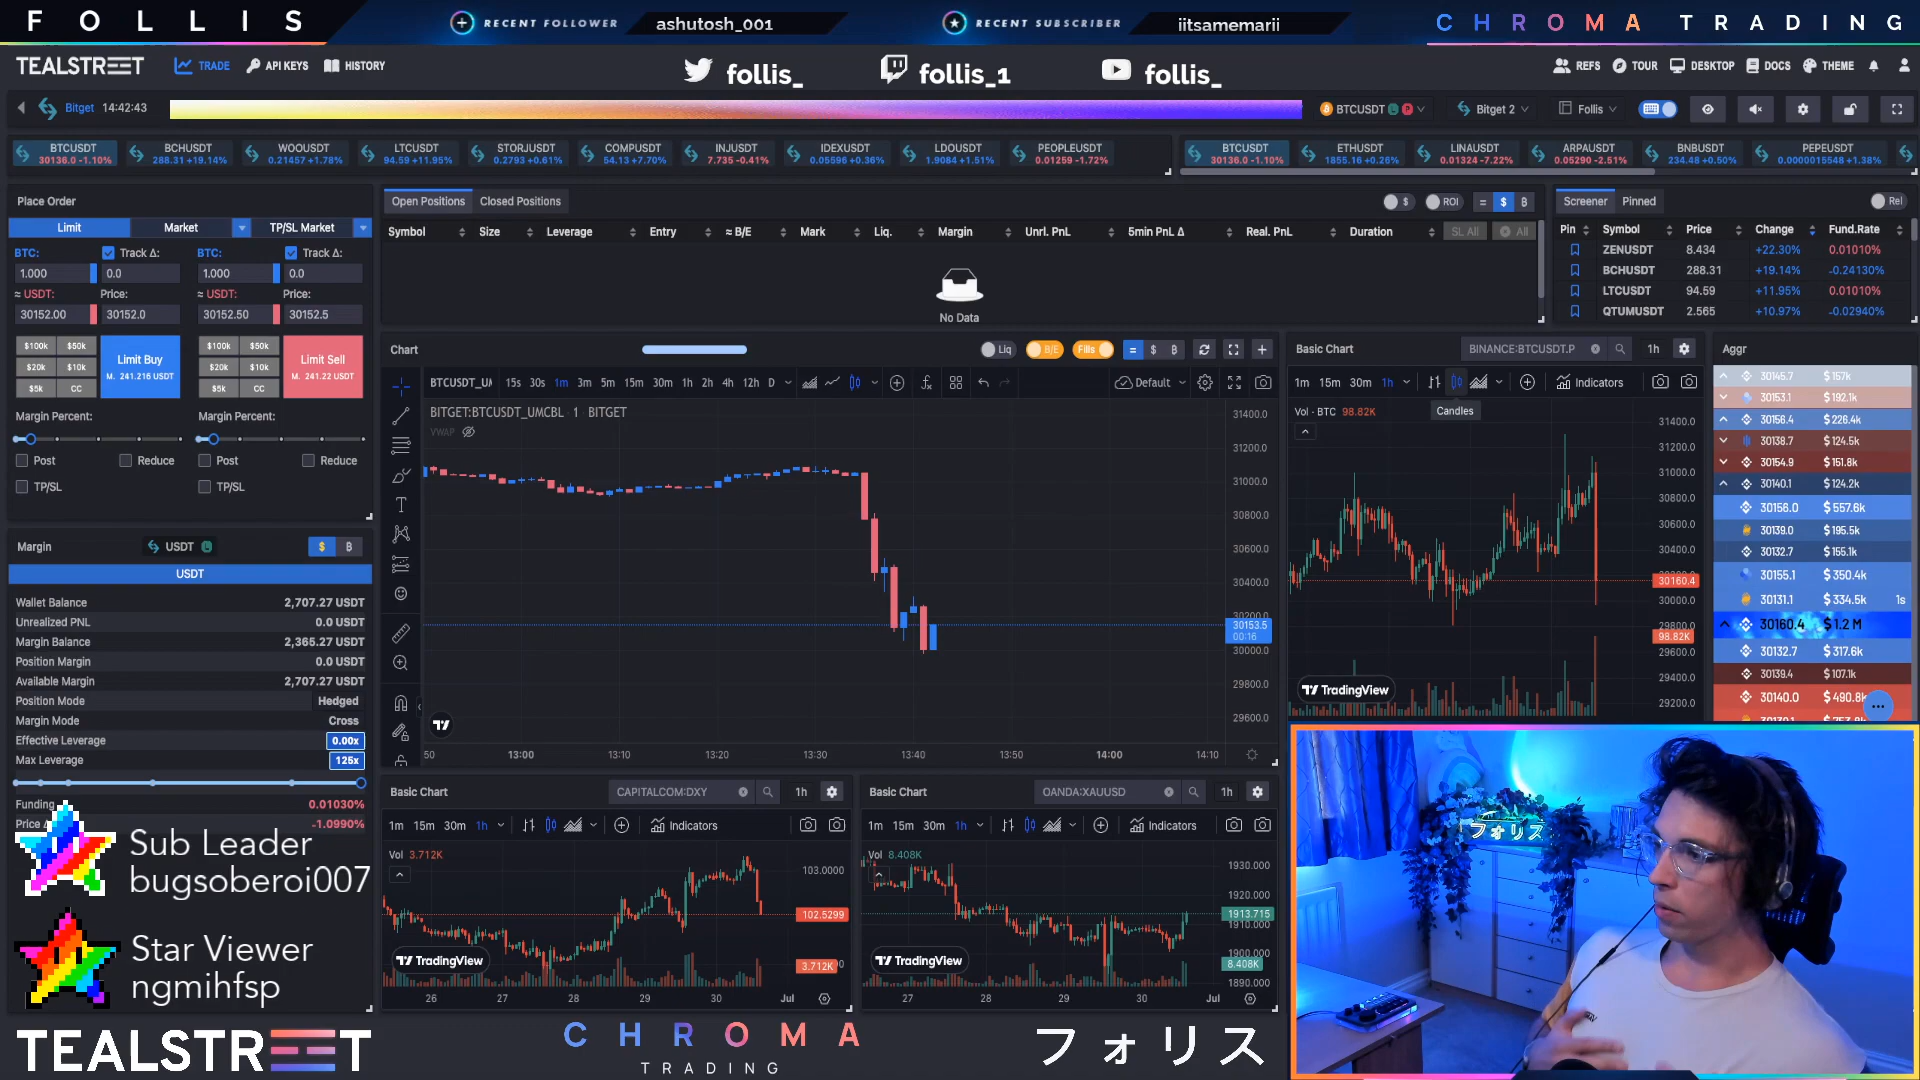 FOLLIS
RECENT FOLLOWER
ashutosh_001
RECENT SUBSCRIBER
iitsamemarii
CHROMA TRADING
TEALSTREET
TRADE
API KEYS
HISTORY
follis_
follis_1
follis_
REFS
TOUR
DESKTOP
DOCS
THEME
Bitget 14:42:43
BTCUSDT
Bitget 2
Follis
BTCUSDT
30136.0 -1.10%
BCHUSDT
288.31 +19.14%
WOOUSDT
0.21457 +1.78%
LTCUSDT
94.59 +11.95%
STORJUSDT
0.2793 +0.61%
COMPUSDT
54.13 +7.70%
INJUSDT
7.735 -0.41%
IDEXUSDT
0.05596 +0.36%
LDOUSDT
1.9084 +1.51%
PEOPLEUSDT
0.01259 -1.72%
BTCUSDT
30136.0 -1.10%
ETHUSDT
1855.16 +0.26%
LINAUSDT
0.01324 -7.22%
ARPAUSDT
0.05290 -2.51%
BNBUSDT
234.48 +0.50%
PEPEUSDT
0.0000015548 +1.38%
Place Order
Limit Market TP/SL Market
BTC: Track Δ: BTC: Track Δ:
1.000 0.0 1.000 0.0
≈ USDT: Price: ≈ USDT: Price:
30152.00 30152.0 30152.50 30152.5
$100k $50k
$20k $10k
$5k CC
Limit Buy
M. 241.216 USDT
$100k $50k
$20k $10k
$5k CC
Limit Sell
M. 241.22 USDT
Margin Percent: Margin Percent:
Post Reduce Post Reduce
TP/SL TP/SL
Margin USDT $ B
USDT
Wallet Balance 2,707.27 USDT
Unrealized PNL 0.0 USDT
Margin Balance 2,365.27 USDT
Position Margin 0.0 USDT
Available Margin 2,707.27 USDT
Position Mode Hedged
Margin Mode Cross
Effective Leverage 0.00x
Max Leverage 125x
Funding 0.01030%
-1.0990%
Sub Leader
bugsoberoi007
Star Viewer
ngmihfsp
TEALSTREET
Open Positions Closed Positions
$ ROI = $ B
Symbol Size Leverage Entry ≈ B/E Mark Liq. Margin Unrl. PnL 5min PnL Δ Real. PnL Duration SL All All
No Data
Screener Pinned Rel
Pin Symbol Price Change Fund.Rate
ZENUSDT 8.434 +22.30% 0.01010%
BCHUSDT 288.31 +19.14% -0.24130%
LTCUSDT 94.59 +11.95% 0.01010%
QTUMUSDT 2.565 +10.97% -0.02940%
Chart Liq B/E Fills = $ B
BTCUSDT_U 15s 30s 1m 3m 5m 15m 30m 1h 2h 4h 12h D Default
BITGET:BTCUSDT_UMCBL · 1 · BITGET
VWAP
31400.0
31200.0
31000.0
30800.0
30600.0
30400.0
30200.0
30153.5
00:16
30000.0
29800.0
29600.0
50 13:00 13:10 13:20 13:30 13:40 13:50 14:00 14:10
Basic Chart BINANCE:BTCUSDT.P 1h
1m 15m 30m 1h Indicators
Vol · BTC 98.82K
Candles
31400.0
31200.0
31000.0
30800.0
30600.0
30400.0
30160.4
30000.0
29800.0
98.82K
29600.0
29400.0
29200.0
TradingView
Aggr
30145.7 $157k
30153.1 $192.1k
30156.4 $226.4k
30138.7 $124.5k
30154.9 $151.8k
30140.1 $124.2k
30156.0 $557.6k
30139.0 $195.5k
30132.7 $155.1k
30155.1 $350.4k
30131.1 $334.5k 1s
30160.4 $1.2 M
30132.7 $317.6k
30139.4 $107.1k
30140.0 $490.8k
Basic Chart CAPITALCOM:DXY 1h
1m 15m 30m 1h Indicators
Vol 3.712K
103.0000
102.5299
3.712K
TradingView
26 27 28 29 30 Jul
Basic Chart OANDA:XAUUSD 1h
1m 15m 30m 1h Indicators
Vol 8.408K
1930.000
1920.000
1913.715
1910.000
1900.000
8.408K
1890.000
TradingView
27 28 29 30 Jul
CHROMA
TRADING
フォリス
フォリス